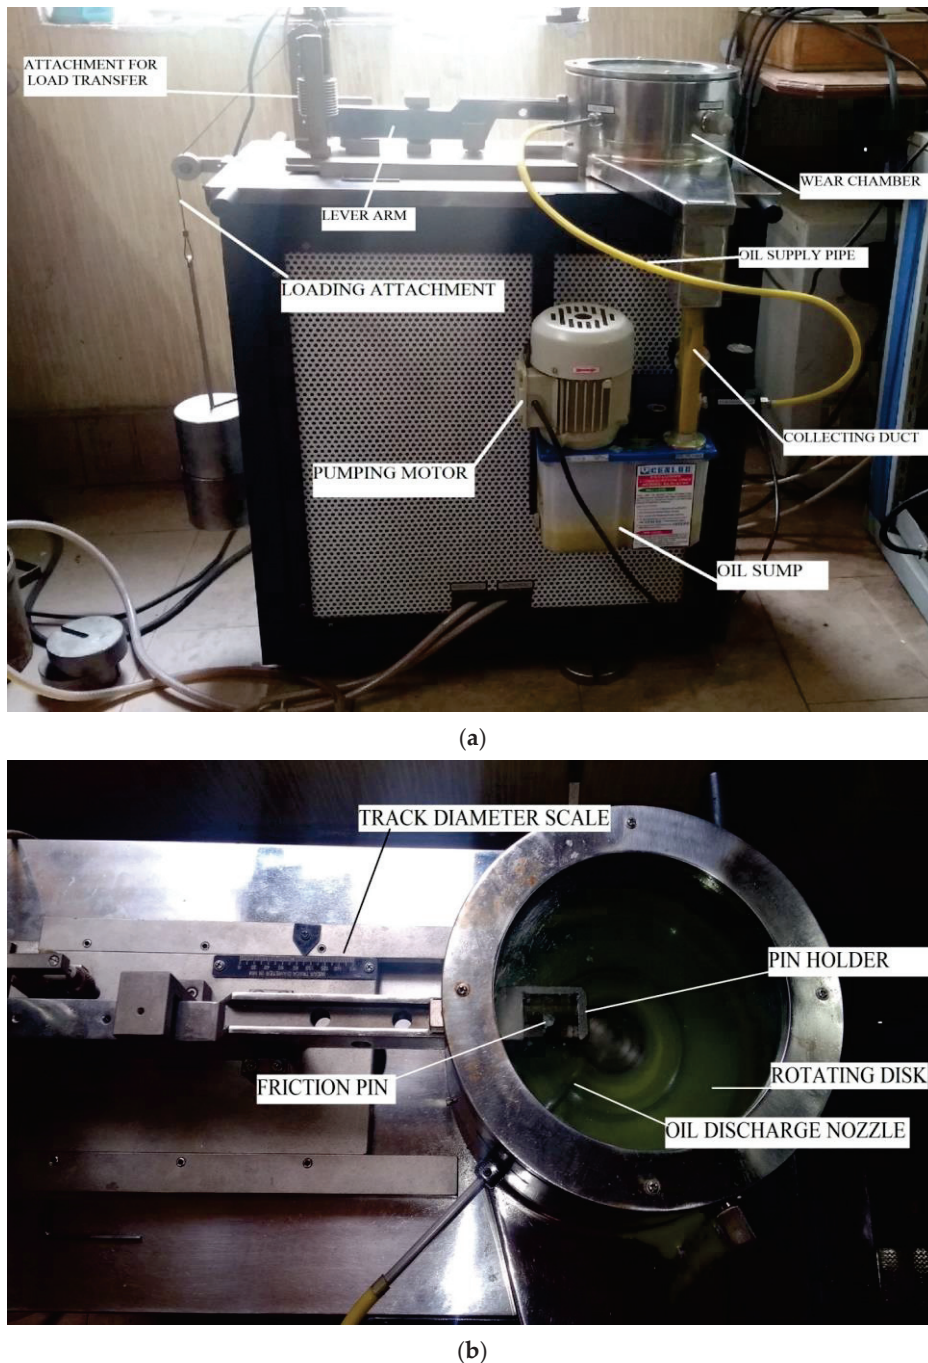 ATTACHMENT FOR
LOAD TRANSFER
WEAR CHAMBER
LEVER ARM
OIL SUPPLY PIPE
LOADING ATTACHMENT
COLLECTING DUCT
PUMPING MOTOR
OIL SUMP
(a)
TRACK DIAMETER SCALE
PIN HOLDER
FRICTION PIN
ROTATING DISK
OIL DISCHARGE NOZZLE
(b)